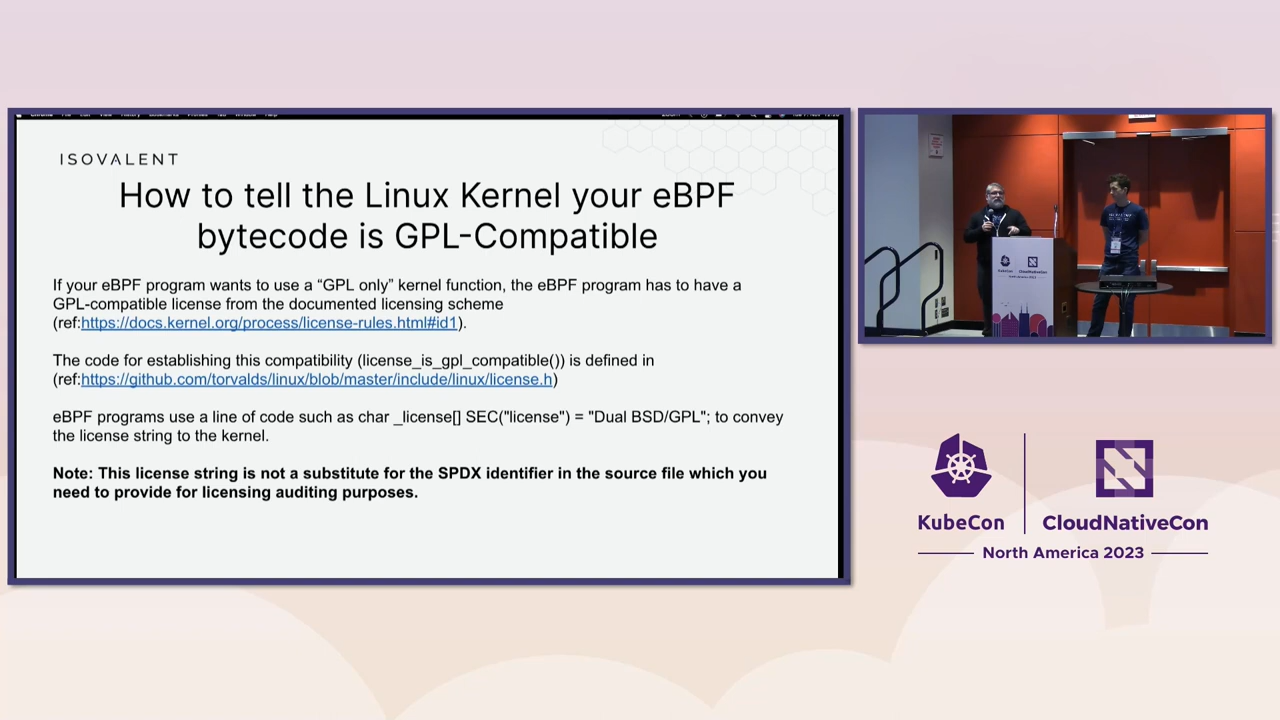 ISOVALENT
How to tell the Linux Kernel your eBPF
bytecode is GPL-Compatible
If your eBPF program wants to use a “GPL only” kernel function, the eBPF program has to have a
GPL-compatible license from the documented licensing scheme
(ref:https://docs.kernel.org/process/license-rules.html#id1).
The code for establishing this compatibility (license_is_gpl_compatible()) is defined in
(ref:https://github.com/torvalds/linux/blob/master/include/linux/license.h)
eBPF programs use a line of code such as char _license[] SEC("license") = "Dual BSD/GPL"; to convey
the license string to the kernel.
Note: This license string is not a substitute for the SPDX identifier in the source file which you
need to provide for licensing auditing purposes.
KubeCon
CloudNativeCon
North America 2023